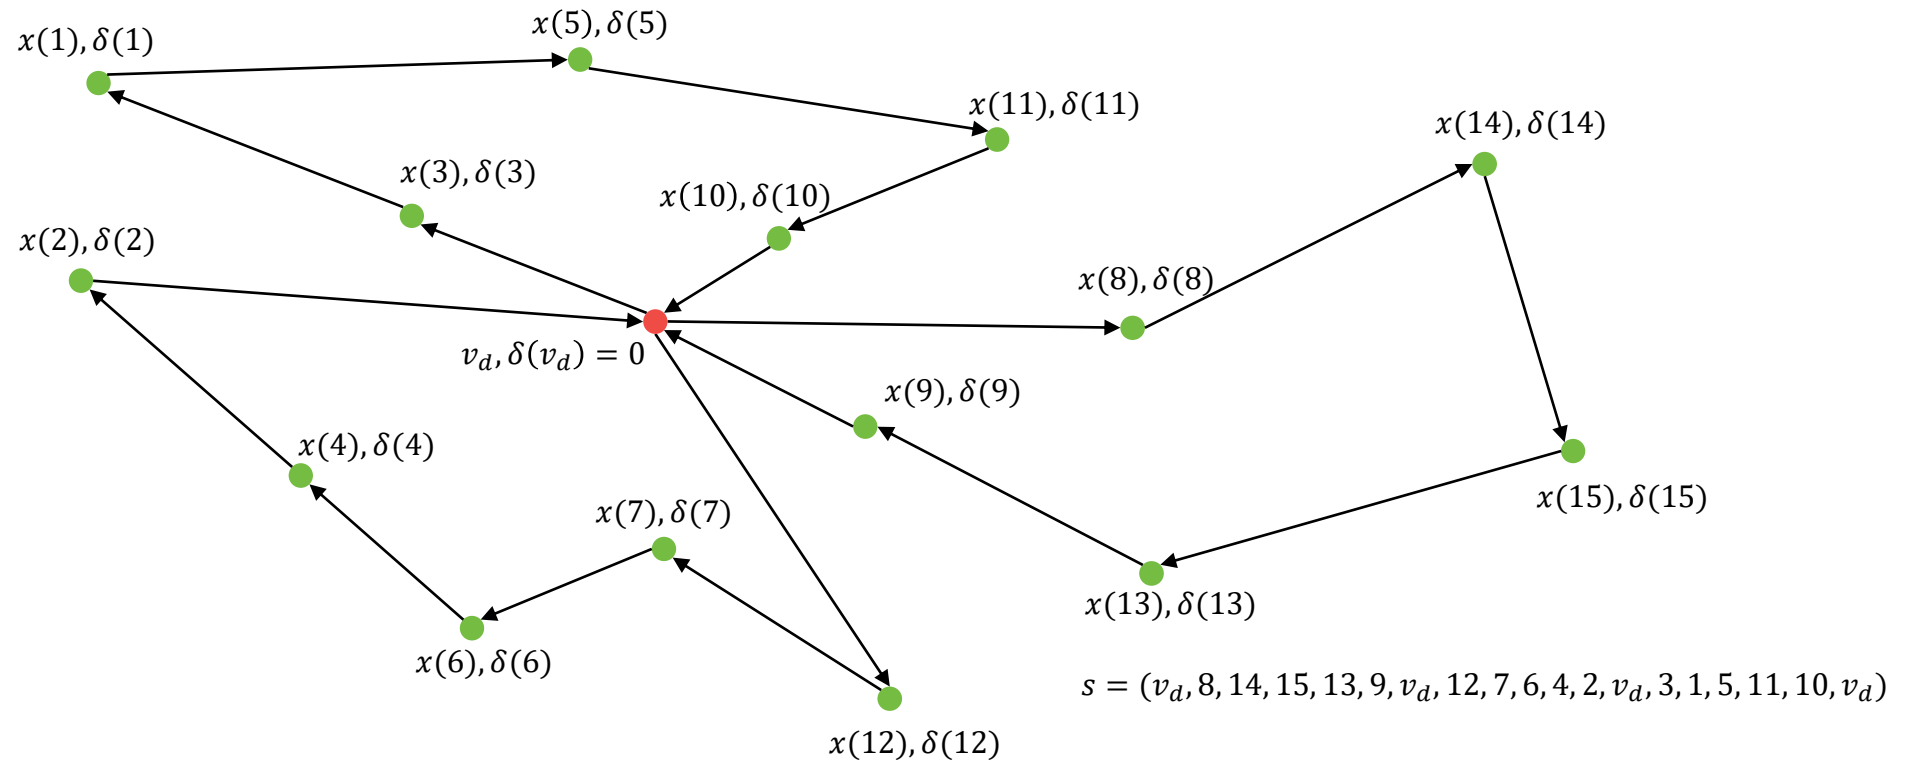 x(5), δ(5)
x(1), δ(1)
x(11), δ(11)
x(14), δ(14)
x(3), δ(3)
x(10), δ(10)
x(2), δ(2)
x(8), δ(8)
v_d, δ(v_d) = 0
x(9), δ(9)
x(4), δ(4)
x(15), δ(15)
x(7), δ(7)
x(13), δ(13)
x(6), δ(6)
s = (v_d, 8, 14, 15, 13, 9, v_d, 12, 7, 6, 4, 2, v_d, 3, 1, 5, 11, 10, v_d)
x(12), δ(12)